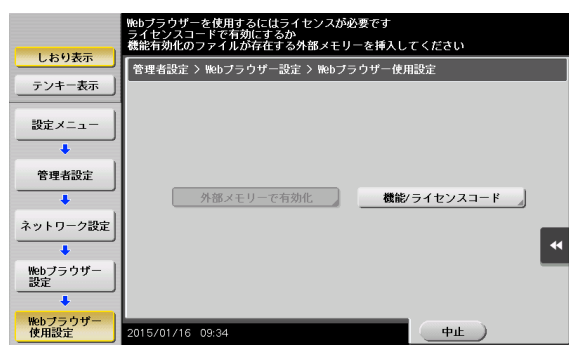 Webブラウザーを使用するにはライセンスが必要です
ライセンスコードで有効にするか
機能有効化のファイルが存在する外部メモリーを挿入してください
しおり表示
テンキー表示
設定メニュー
管理者設定
ネットワーク設定
Webブラウザー
設定
Webブラウザー
使用設定
管理者設定 > Webブラウザー設定 > Webブラウザー使用設定
外部メモリーで有効化
機能/ライセンスコード
2015/01/16 09:34
中止